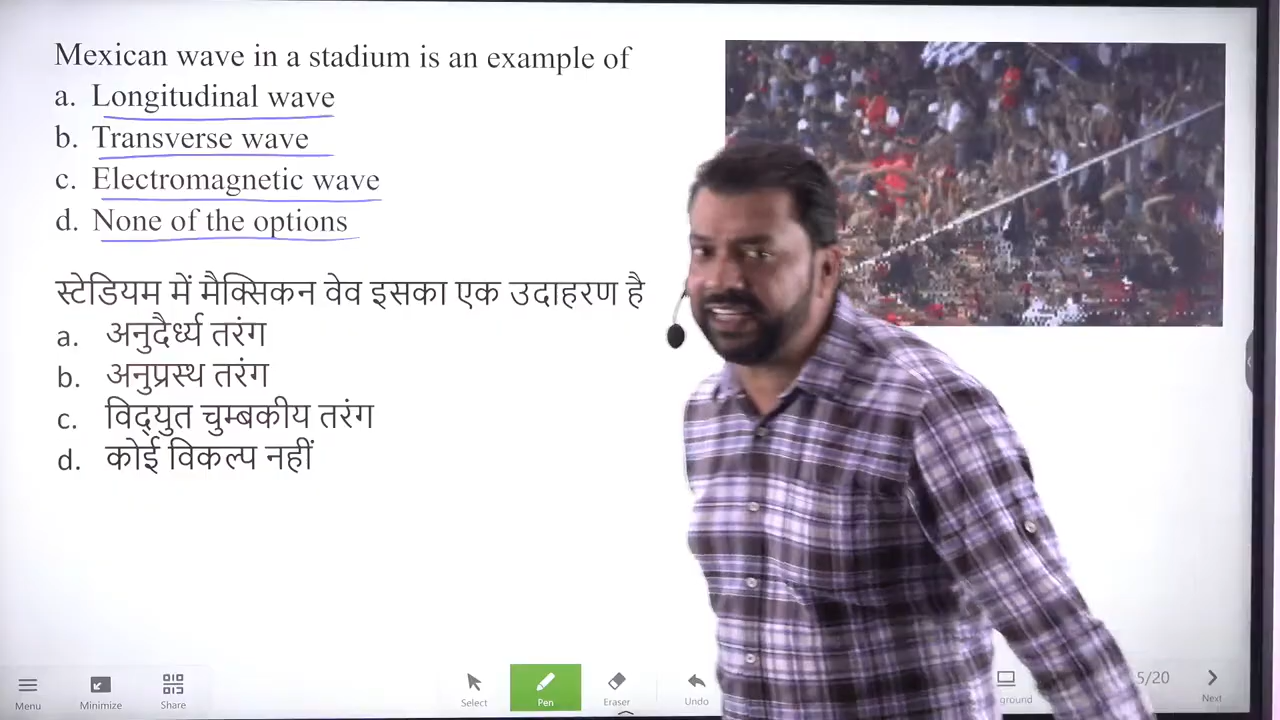 Mexican wave in a stadium is an example of
a. Longitudinal wave
b. Transverse wave
c. Electromagnetic wave
d. None of the options
स्टेडियम में मैक्सिकन वेव इसका एक उदाहरण है
a. अनुदैर्ध्य तरंग
b. अनुप्रस्थ तरंग
c. विद्युत चुम्बकीय तरंग
d. कोई विकल्प नहीं
Menu
Minimize
Share
Select
Pen
Eraser
Undo
ground
5/20
Next